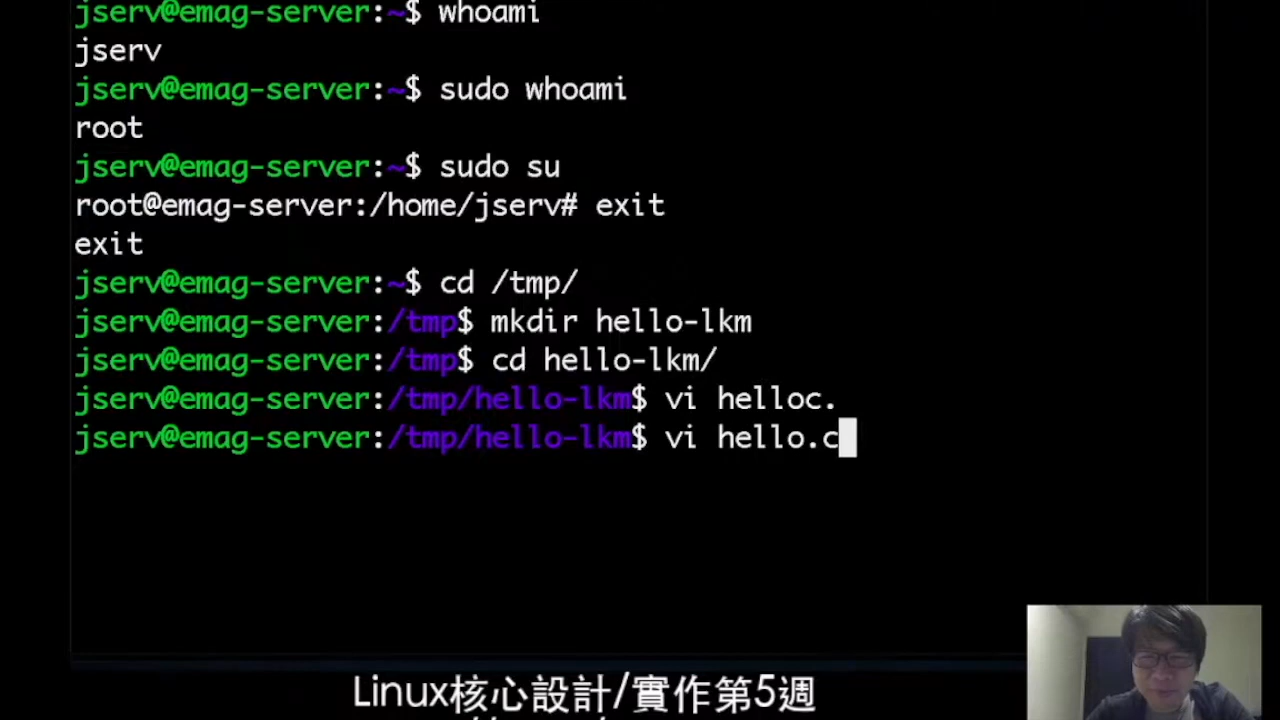 jserv@emag-server:~$ whoami
jserv
jserv@emag-server:~$ sudo whoami
root
jserv@emag-server:~$ sudo su
root@emag-server:/home/jserv# exit
exit
jserv@emag-server:~$ cd /tmp/
jserv@emag-server:/tmp$ mkdir hello-lkm
jserv@emag-server:/tmp$ cd hello-lkm/
jserv@emag-server:/tmp/hello-lkm$ vi helloc.
jserv@emag-server:/tmp/hello-lkm$ vi hello.c
Linux核心設計/實作第5週